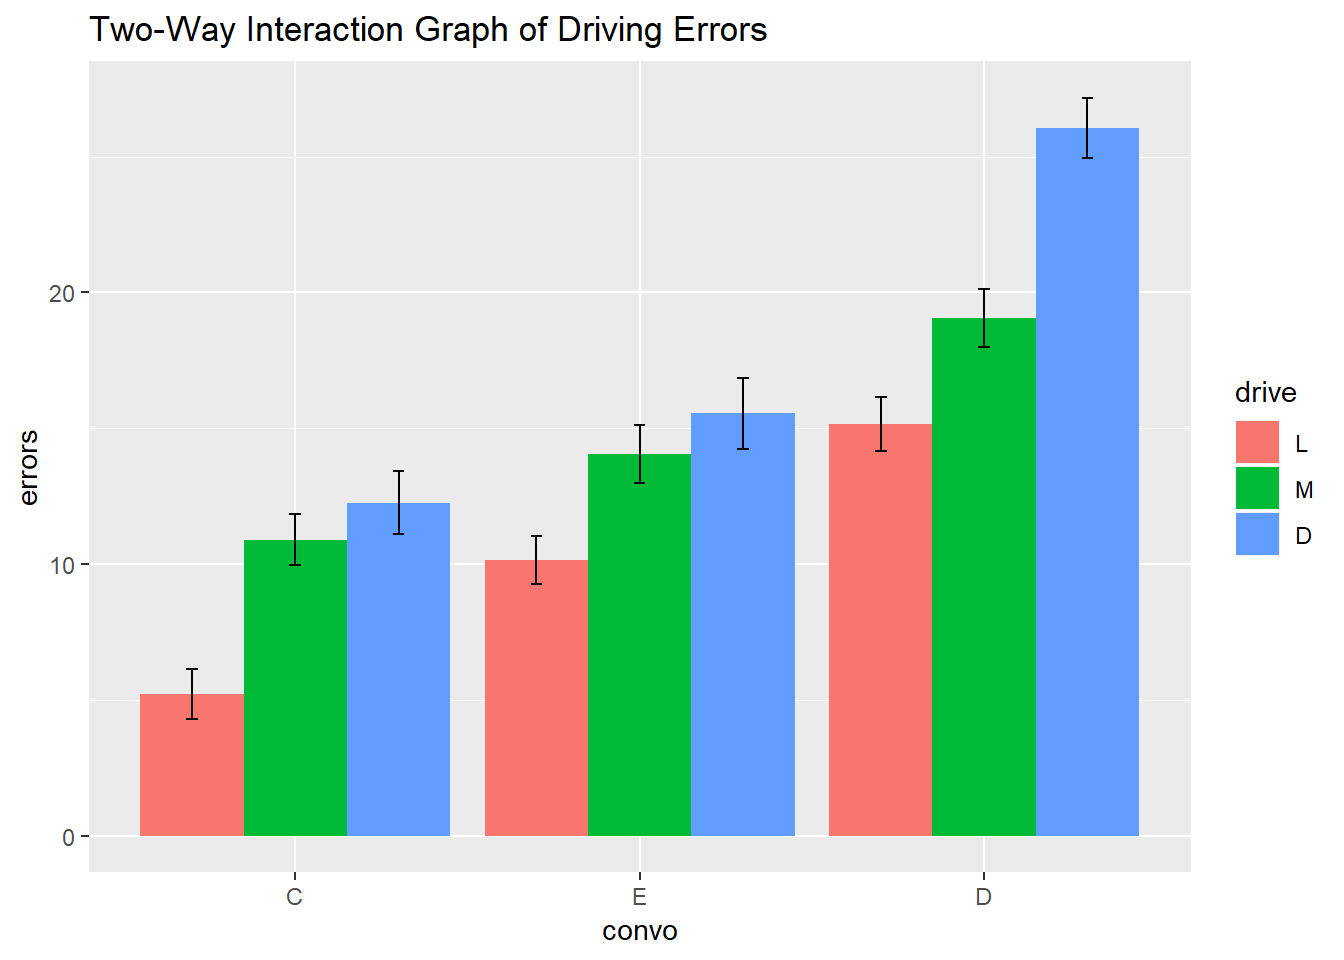 Two-Way Interaction Graph of Driving Errors
errors
20
10
0
C E D
convo
drive
L
M
D